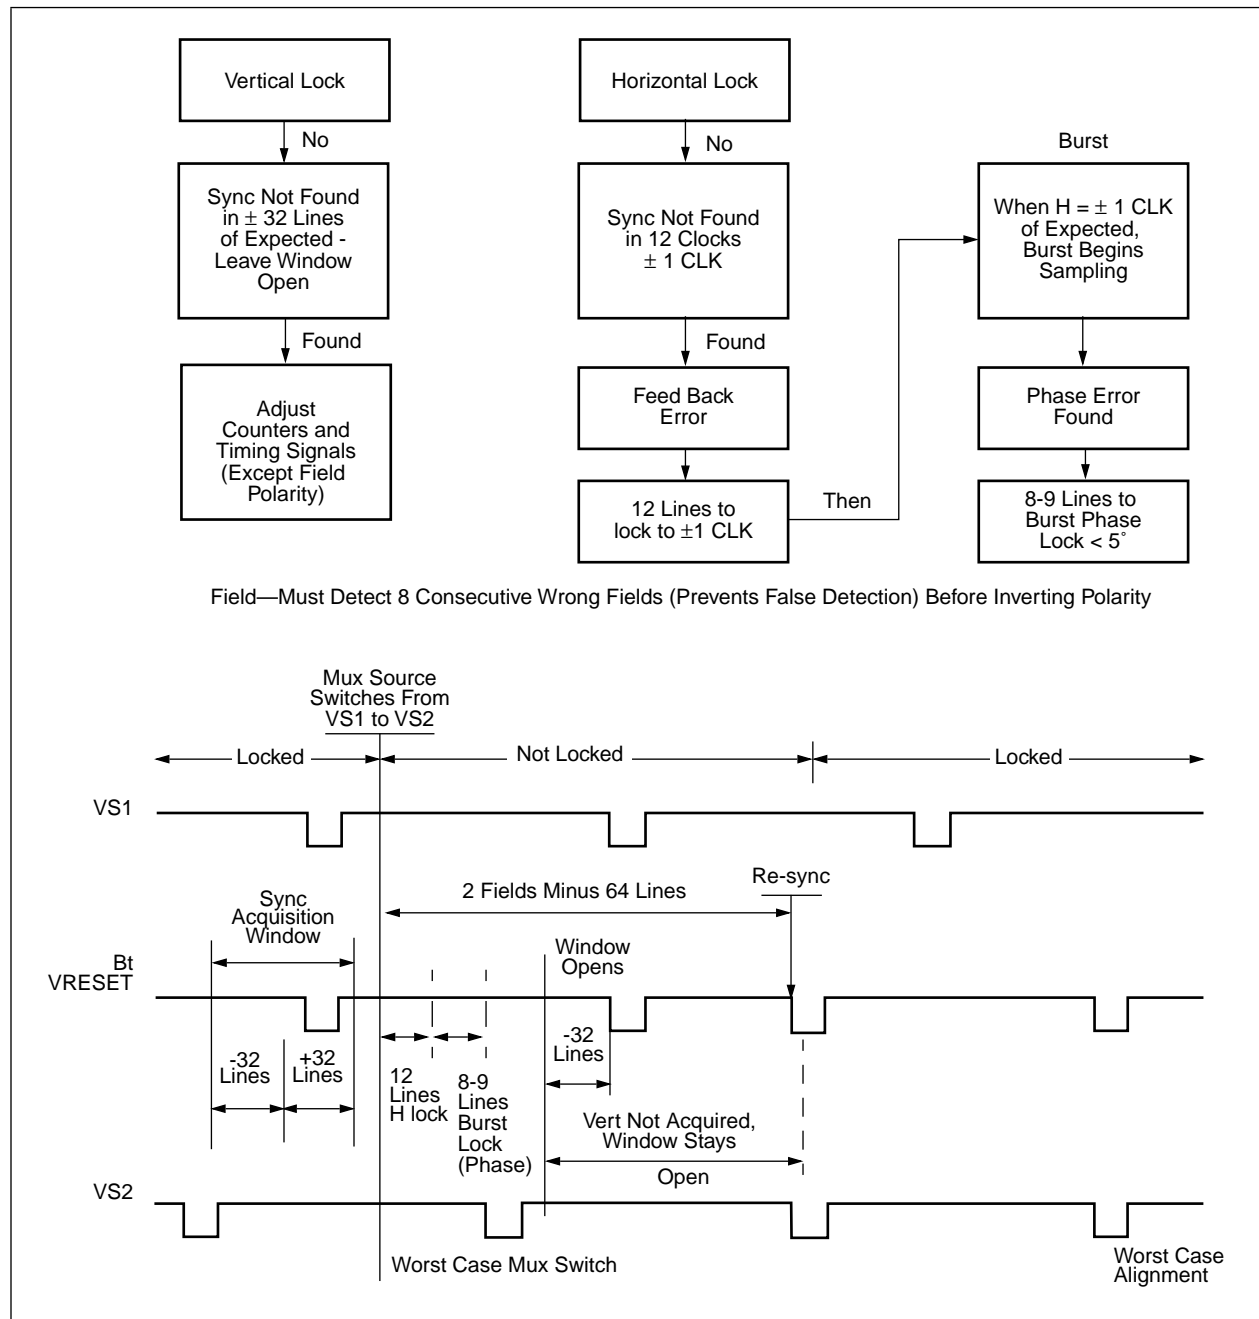 Vertical Lock
No
Sync Not Found
in ± 32 Lines
of Expected -
Leave Window
Open
Found
Adjust
Counters and
Timing Signals
(Except Field
Polarity)
Horizontal Lock
No
Sync Not Found
in 12 Clocks
± 1 CLK
Found
Feed Back
Error
12 Lines to
lock to ±1 CLK
Then
Burst
When H = ± 1 CLK
of Expected,
Burst Begins
Sampling
Phase Error
Found
8-9 Lines to
Burst Phase
Lock < 5°
Field—Must Detect 8 Consecutive Wrong Fields (Prevents False Detection) Before Inverting Polarity
Mux Source
Switches From
VS1 to VS2
Locked
Not Locked
Locked
VS1
Sync
Acquisition
Window
2 Fields Minus 64 Lines
Re-sync
Bt
VRESET
Window
Opens
-32
Lines
+32
Lines
12
Lines
H lock
8-9
Lines
Burst
Lock
(Phase)
-32
Lines
Vert Not Acquired,
Window Stays
Open
VS2
Worst Case Mux Switch
Worst Case
Alignment